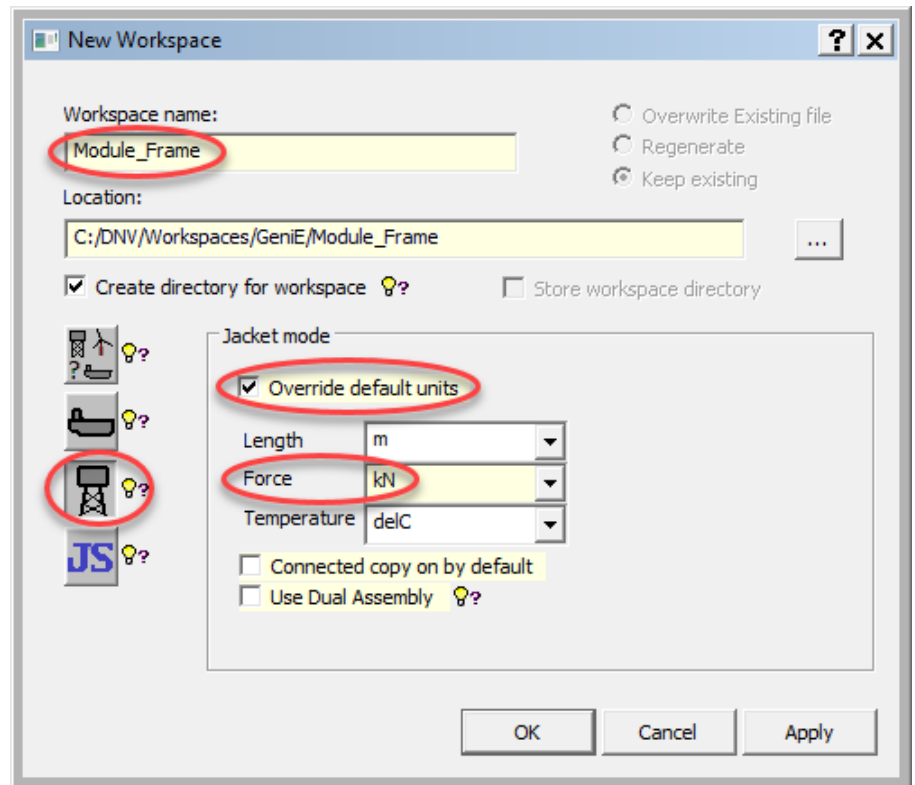 New Workspace
? x
Workspace name:
Module_Frame
Overwrite Existing file
Regenerate
Keep existing
Location:
C:/DNV/Workspaces/GeniE/Module_Frame
...
Create directory for workspace ?
Store workspace directory
? ?
?
?
JS ?
Jacket mode
Override default units
Length m
Force kN
Temperature delC
Connected copy on by default
Use Dual Assembly ?
OK Cancel Apply